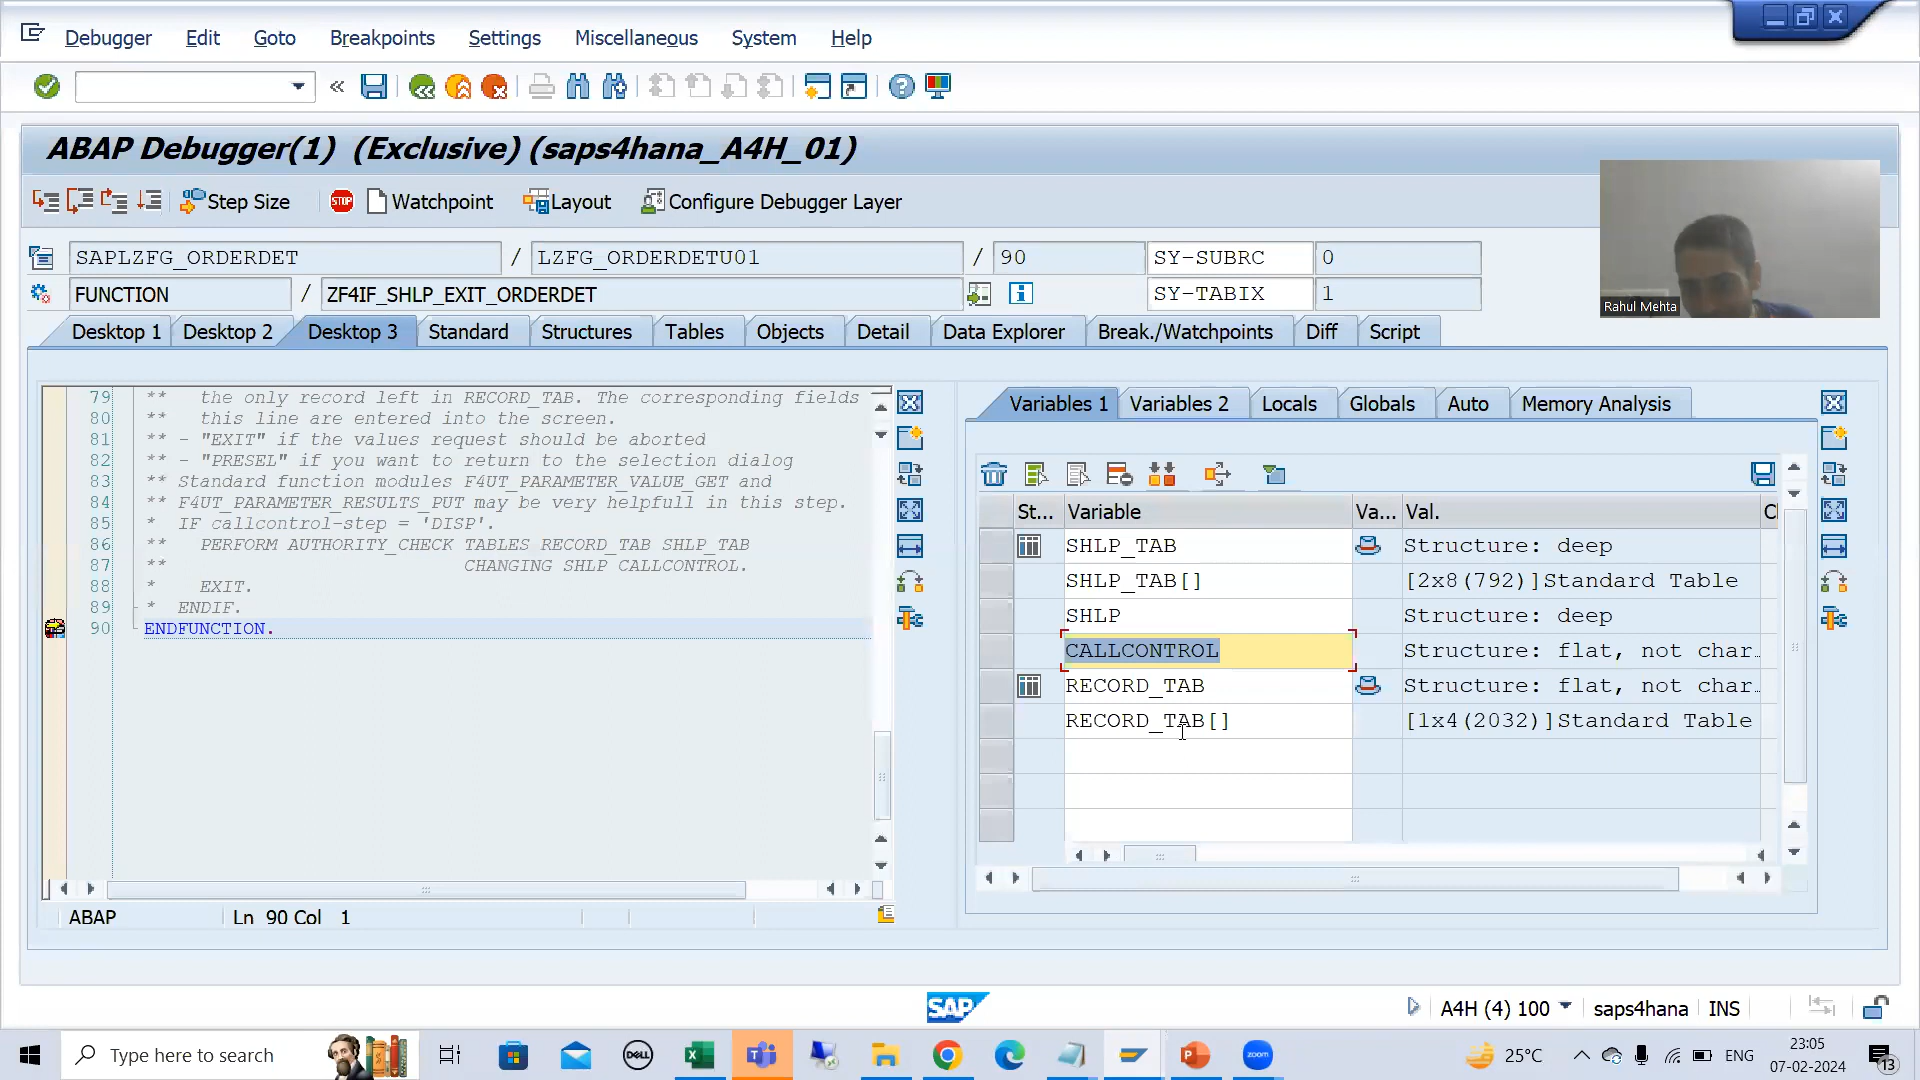 Debugger Edit Goto Breakpoints Settings Miscellaneous System Help
ABAP Debugger(1) (Exclusive) (saps4hana_A4H_01)
Step Size STOP Watchpoint Layout Configure Debugger Layer
Rahul Mehta
SAPLZFG_ORDERDET / LZFG_ORDERDETU01 / 90 SY-SUBRC 0
FUNCTION / ZF4IF_SHLP_EXIT_ORDERDET SY-TABIX 1
Desktop 1 Desktop 2 Desktop 3 Standard Structures Tables Objects Detail Data Explorer Break./Watchpoints Diff Script
79 ** the only record left in RECORD_TAB. The corresponding fields
80 ** this line are entered into the screen.
81 ** - "EXIT" if the values request should be aborted
82 ** - "PRESEL" if you want to return to the selection dialog
83 ** Standard function modules F4UT_PARAMETER_VALUE_GET and
84 ** F4UT_PARAMETER_RESULTS_PUT may be very helpfull in this step.
85 * IF callcontrol-step = 'DISP'.
86 ** PERFORM AUTHORITY_CHECK TABLES RECORD_TAB SHLP_TAB
87 ** CHANGING SHLP CALLCONTROL.
88 * EXIT.
89 * ENDIF.
90 ENDFUNCTION.
ABAP Ln 90 Col 1
Variables 1 Variables 2 Locals Globals Auto Memory Analysis
St... Variable Va... Val. C
SHLP_TAB Structure: deep
SHLP_TAB[] [2x8(792)]Standard Table
SHLP Structure: deep
CALLCONTROL Structure: flat, not char…
RECORD_TAB Structure: flat, not char…
RECORD_TAB[] [1x4(2032)]Standard Table
SAP A4H (4) 100 saps4hana INS
Type here to search DELL zoom 25°C ENG 23:05
07-02-2024 13